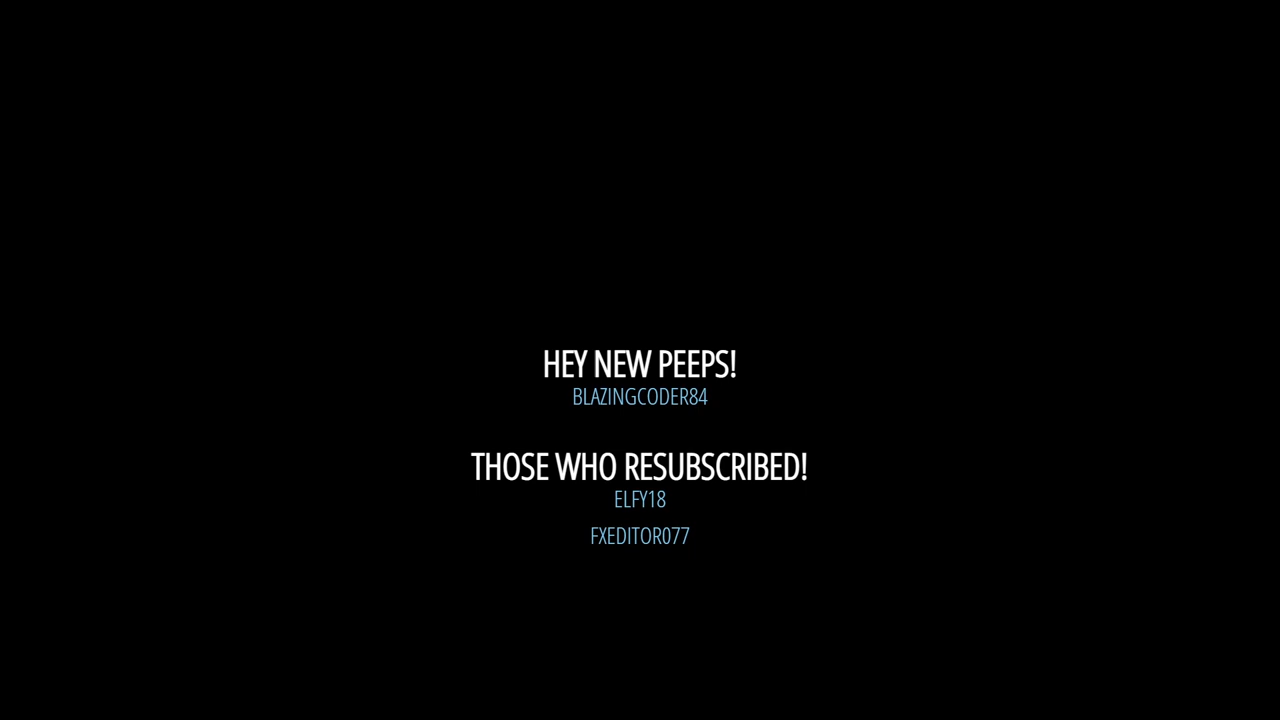 HEY NEW PEEPS!
BLAZINGCODER84
THOSE WHO RESUBSCRIBED!
ELFY18
FXEDITOR077